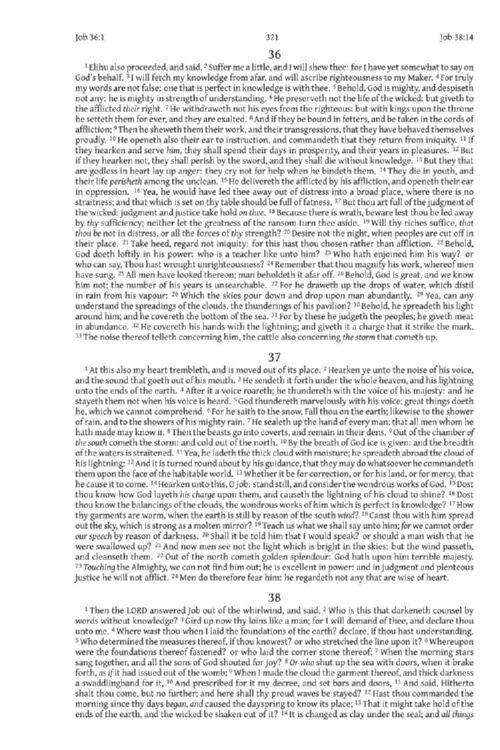 Job 36:1
321
Job 38:14
36
1 Elihu also proceeded, and said, 2 Suffer me a little, and I will shew thee: for I have yet somewhat to say on
God's behalf. 3 I will fetch my knowledge from afar, and will ascribe righteousness to my Maker. 4 For truly
my words are not false: one that is perfect in knowledge is with thee. 5 Behold, God is mighty, and despiseth
not any: he is mighty in strength of understanding. 6 He preserveth not the life of the wicked: but giveth to
the afflicted their right. 7 He withdraweth not his eyes from the righteous: but with kings upon the throne
he setteth them for ever, and they are exalted. 8 And if they be bound in fetters, and be taken in the cords of
affliction; 9 Then he sheweth them their work, and their transgressions, that they have behaved themselves
proudly. 10 He openeth also their ear to instruction, and commandeth that they return from iniquity. 11 If
they hearken and serve him, they shall spend their days in prosperity, and their years in pleasures. 12 But
if they hearken not, they shall perish by the sword, and they shall die without knowledge. 13 But they that
are godless in heart lay up anger: they cry not for help when he bindeth them. 14 They die in youth, and
their life perisheth among the unclean. 15 He delivereth the afflicted by his affliction, and openeth their ear
in oppression. 16 Yea, he would have led thee away out of distress into a broad place, where there is no
straitness; and that which is set on thy table should be full of fatness. 17 But thou art full of the judgment of
the wicked: judgment and justice take hold on thee. 18 Because there is wrath, beware lest thou be led away
by thy sufficiency; neither let the greatness of the ransom turn thee aside. 19 Will thy riches suffice, that
thou be not in distress, or all the forces of thy strength? 20 Desire not the night, when peoples are cut off in
their place. 21 Take heed, regard not iniquity: for this hast thou chosen rather than affliction. 22 Behold,
God doeth loftily in his power: who is a teacher like unto him? 23 Who hath enjoined him his way? or
who can say, Thou hast wrought unrighteousness? 24 Remember that thou magnify his work, whereof men
have sung. 25 All men have looked thereon; man beholdeth it afar off. 26 Behold, God is great, and we know
him not; the number of his years is unsearchable. 27 For he draweth up the drops of water, which distil
in rain from his vapour: 28 Which the skies pour down and drop upon man abundantly. 29 Yea, can any
understand the spreadings of the clouds, the thunderings of his pavilion? 30 Behold, he spreadeth his light
around him; and he covereth the bottom of the sea. 31 For by these he judgeth the peoples; he giveth meat
in abundance. 32 He covereth his hands with the lightning; and giveth it a charge that it strike the mark.
33 The noise thereof telleth concerning him, the cattle also concerning the storm that cometh up.
37
1 At this also my heart trembleth, and is moved out of its place. 2 Hearken ye unto the noise of his voice,
and the sound that goeth out of his mouth. 3 He sendeth it forth under the whole heaven, and his lightning
unto the ends of the earth. 4 After it a voice roareth; he thundereth with the voice of his majesty: and he
stayeth them not when his voice is heard. 5 God thundereth marvelously with his voice; great things doeth
he, which we cannot comprehend. 6 For he saith to the snow, Fall thou on the earth; likewise to the shower
of rain, and to the showers of his mighty rain. 7 He sealeth up the hand of every man; that all men whom he
hath made may know it. 8 Then the beasts go into coverts, and remain in their dens. 9 Out of the chamber of
the south cometh the storm: and cold out of the north. 10 By the breath of God ice is given: and the breadth
of the waters is straitened. 11 Yea, he ladeth the thick cloud with moisture; he spreadeth abroad the cloud of
his lightning: 12 And it is turned round about by his guidance, that they may do whatsoever he commandeth
them upon the face of the habitable world. 13 Whether it be for correction, or for his land, or for mercy, that
he cause it to come. 14 Hearken unto this, O Job: stand still, and consider the wondrous works of God. 15 Dost
thou know how God layeth his charge upon them, and causeth the lightning of his cloud to shine? 16 Dost
thou know the balancings of the clouds, the wondrous works of him which is perfect in knowledge? 17 How
thy garments are warm, when the earth is still by reason of the south wind? 18 Canst thou with him spread
out the sky, which is strong as a molten mirror? 19 Teach us what we shall say unto him; for we cannot order
our speech by reason of darkness. 20 Shall it be told him that I would speak? or should a man wish that he
were swallowed up? 21 And now men see not the light which is bright in the skies: but the wind passeth,
and cleanseth them. 22 Out of the north cometh golden splendour: God hath upon him terrible majesty.
23 Touching the Almighty, we can not find him out; he is excellent in power: and in judgment and plenteous
justice he will not afflict. 24 Men do therefore fear him: he regardeth not any that are wise of heart.
38
1 Then the LORD answered Job out of the whirlwind, and said, 2 Who is this that darkeneth counsel by
words without knowledge? 3 Gird up now thy loins like a man; for I will demand of thee, and declare thou
unto me. 4 Where wast thou when I laid the foundations of the earth? declare, if thou hast understanding.
5 Who determined the measures thereof, if thou knowest? or who stretched the line upon it? 6 Whereupon
were the foundations thereof fastened? or who laid the corner stone thereof; 7 When the morning stars
sang together, and all the sons of God shouted for joy? 8 Or who shut up the sea with doors, when it brake
forth, as if it had issued out of the womb; 9 When I made the cloud the garment thereof, and thick darkness
a swaddlingband for it, 10 And prescribed for it my decree, and set bars and doors, 11 And said, Hitherto
shalt thou come, but no further; and here shall thy proud waves be stayed? 12 Hast thou commanded the
morning since thy days began, and caused the dayspring to know its place; 13 That it might take hold of the
ends of the earth, and the wicked be shaken out of it? 14 It is changed as clay under the seal; and all things